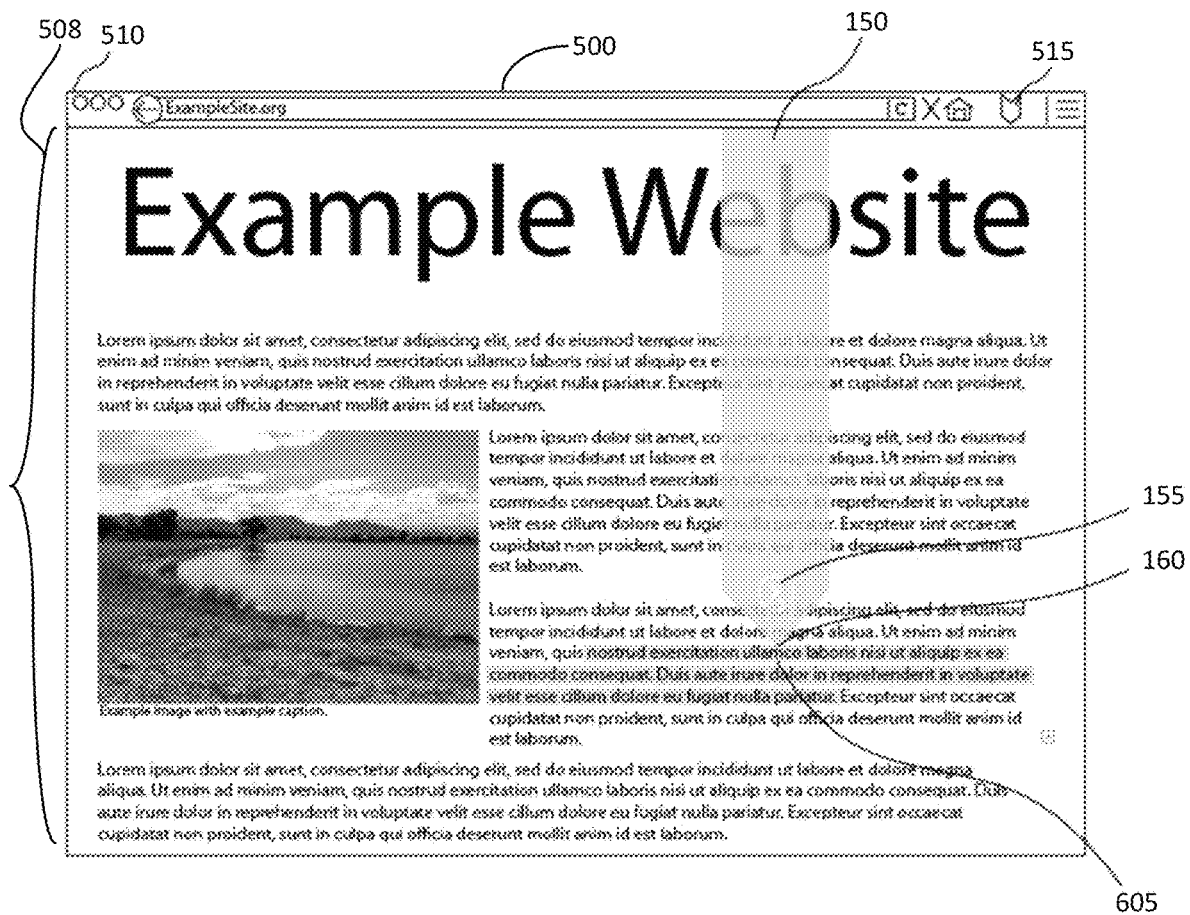 508 510 500 150 515
ExampleSite.org C X
Example Website
Lorem ipsum dolor sit amet, consectetur adipiscing elit, sed do eiusmod tempor inc re et dolore magna aliqua. Ut
enim ad minim veniam, quis nostrud exercitation ullamco laboris nisi ut aliquip ex e nsequat. Duis aute irure dolor
in reprehenderit in voluptate velit esse cillum dolore eu fugiat nulla pariatur. Excepte at cupidatat non proident,
sunt in culpa qui officia deserunt mollit anim id est laborum.
Lorem ipsum dolor sit amet, co iscing elit, sed do eiusmod
tempor incididunt ut labore et aliqua. Ut enim ad minim
veniam, quis nostrud exercitati oris nisi ut aliquip ex ea
commodo consequat. Duis aute reprehenderit in voluptate
velit esse cillum dolore eu fugia r. Excepteur sint occaecat
cupidatat non proident, sunt in cia deserunt mollit anim id
est laborum.
155
160
Lorem ipsum dolor sit amet, cons ipiscing elit, sed do eiusmod
tempor incididunt ut labore et dolore magna aliqua. Ut enim ad minim
veniam, quis nostrud exercitation ullamco laboris nisi ut aliquip ex ea
commodo consequat. Duis aute irure dolor in reprehenderit in voluptate
velit esse cillum dolore eu fugiat nulla pariatur. Excepteur sint occaecat
cupidatat non proident, sunt in culpa qui officia deserunt mollit anim id
est laborum.
Example image with example caption.
Lorem ipsum dolor sit amet, consectetur adipiscing elit, sed do eiusmod tempor incididunt ut labore et dolore magna
aliqua. Ut enim ad minim veniam, quis nostrud exercitation ullamco laboris nisi ut aliquip ex ea commodo consequat. Duis
aute irure dolor in reprehenderit in voluptate velit esse cillum dolore eu fugiat nulla pariatur. Excepteur sint occaecat
cupidatat non proident, sunt in culpa qui officia deserunt mollit anim id est laborum.
605